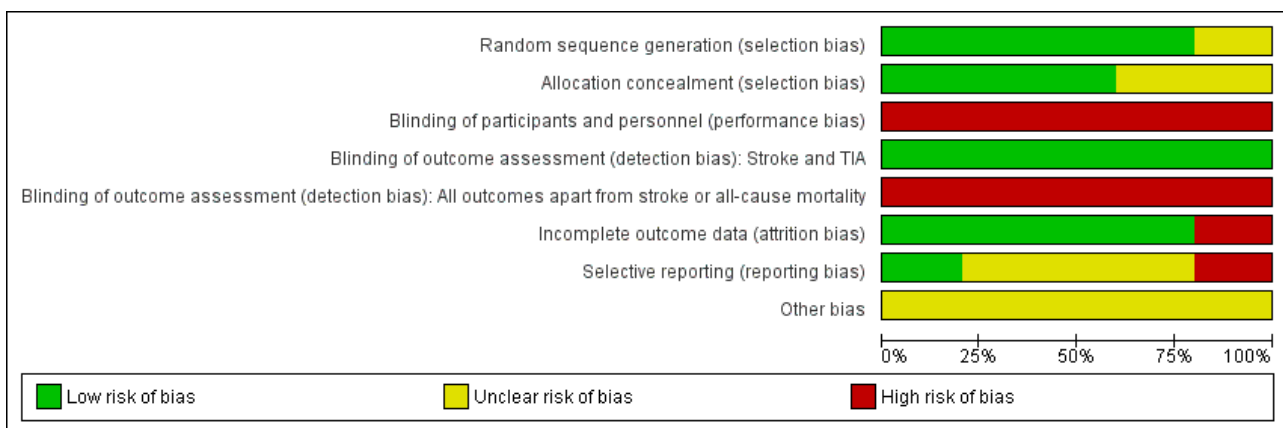 Random sequence generation (selection bias)
Allocation concealment (selection bias)
Blinding of participants and personnel (performance bias)
Blinding of outcome assessment (detection bias): Stroke and TIA
Blinding of outcome assessment (detection bias): All outcomes apart from stroke or all-cause mortality
Incomplete outcome data (attrition bias)
Selective reporting (reporting bias)
Other bias
0% 25% 50% 75% 100%
Low risk of bias Unclear risk of bias High risk of bias